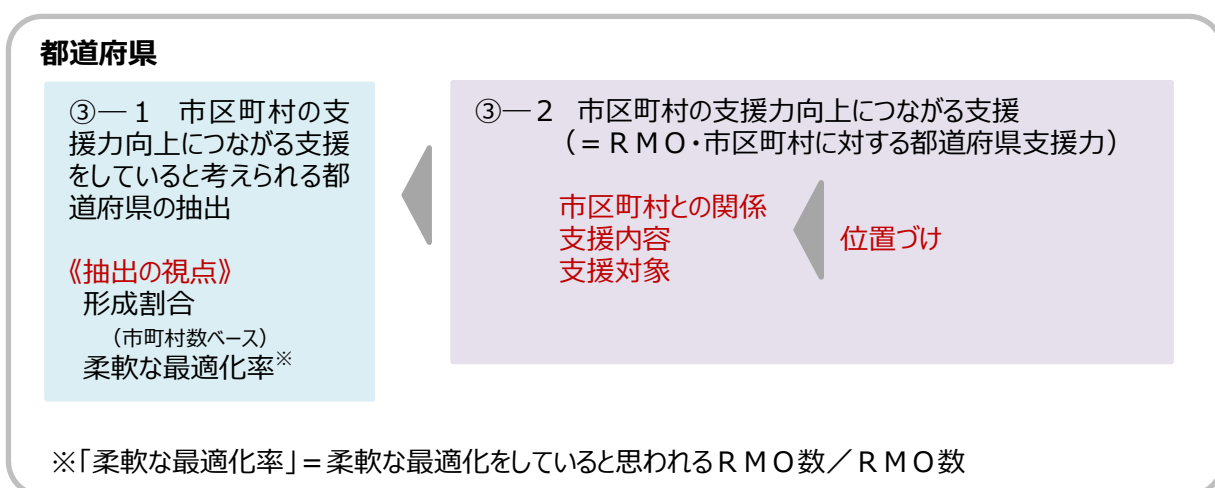 都道府県
③―１ 市区町村の支
援力向上につながる支援
をしていると考えられる都
道府県の抽出
《抽出の視点》
形成割合
（市町村数ベース）
柔軟な最適化率※
③―２ 市区町村の支援力向上につながる支援
（＝ＲＭＯ・市区町村に対する都道府県支援力）
市区町村との関係
支援内容
支援対象
位置づけ
※「柔軟な最適化率」＝柔軟な最適化をしていると思われるＲＭＯ数／ＲＭＯ数